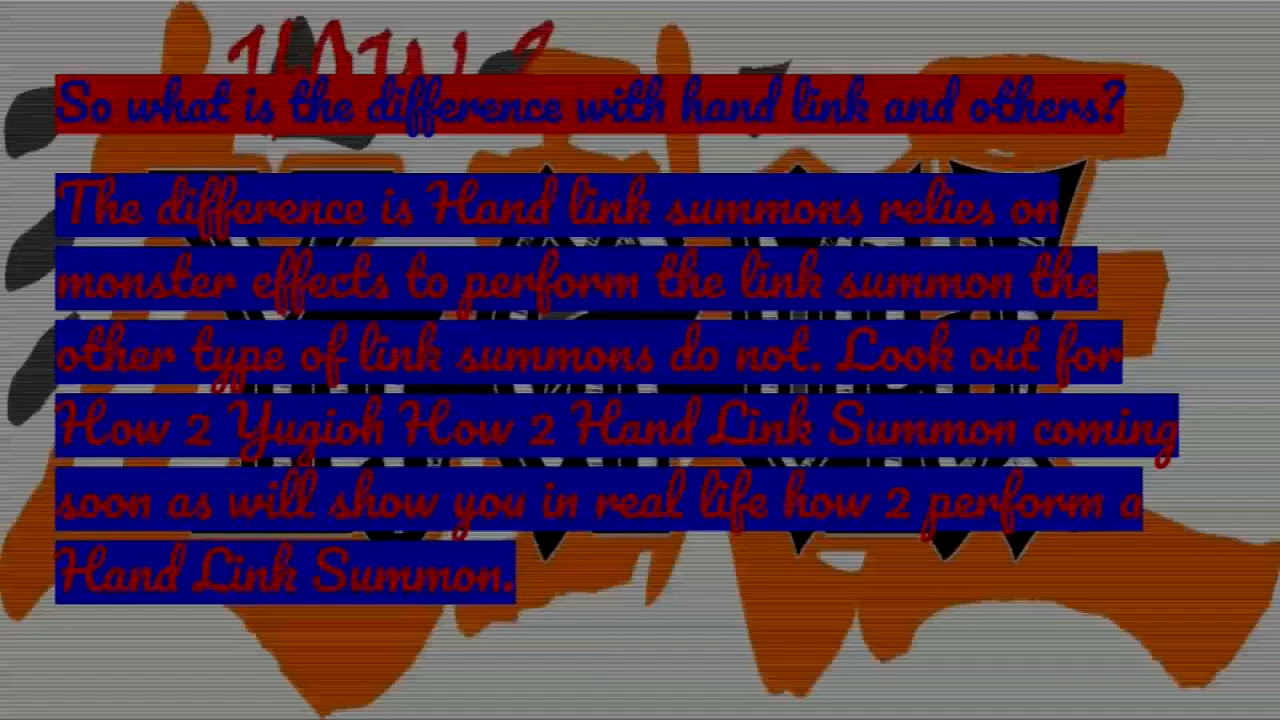 HOW 2
So what is the difference with hand link and others?
The difference is Hand link summons relies on
monster effects to perform the link summon the
other type of link summons do not. Look out for
How 2 Yugioh How 2 Hand Link Summon coming
soon as will show you in real life how 2 perform a
Hand Link Summon.